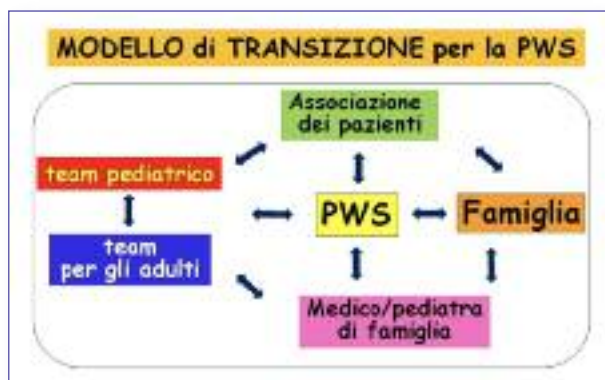 MODELLO di TRANSIZIONE per la PWS
Associazione
dei pazienti
team pediatrico
PWS
Famiglia
team
per gli adulti
Medico/pediatra
di famiglia